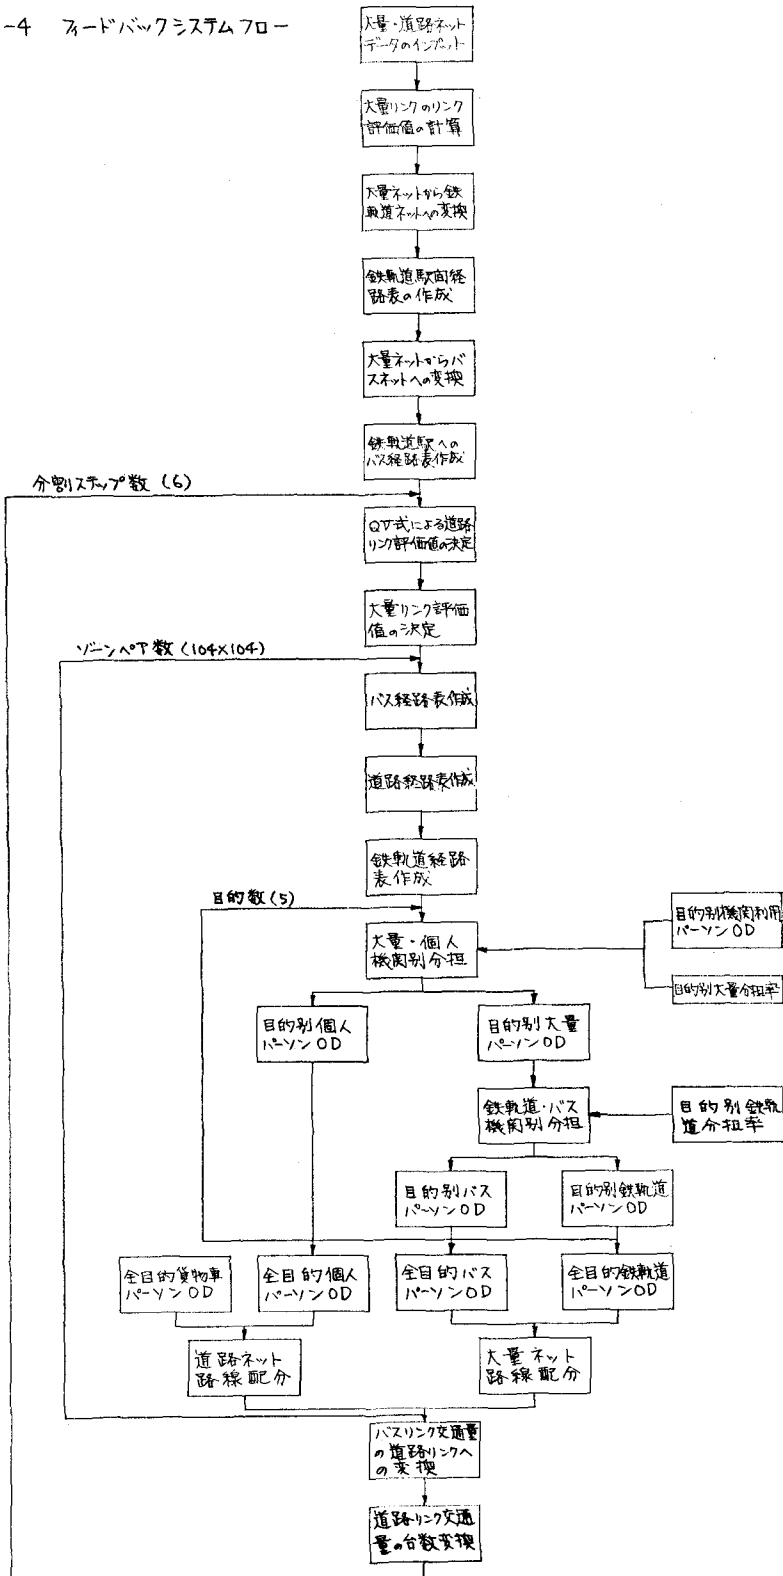 -4 フィードバックシステムフロー
大量・道路ネット
データのインプット
大量リンクのリンク
評価値の計算
大量ネットから鉄
軌道ネットへの変換
鉄軌道駅間経
路表の作成
大量ネットからバ
スネットへの変換
鉄軌道駅への
バス経路表作成
分割ステップ数 (6)
QV式による道路
リンク評価値の決定
大量リンク評価
値の決定
ゾーンペア数 (104×104)
バス経路表作成
道路経路表作成
鉄軌道経路
表作成
目的数 (5)
大量・個人
機関別分担
目的別機関利用
パーソンOD
目的別大量分担率
目的別個人
パーソンOD
目的別大量
パーソンOD
鉄軌道・バス
機関別分担
目的別鉄軌
道分担率
目的別バス
パーソンOD
目的別鉄軌道
パーソンOD
全目的貨物車
パーソンOD
全目的個人
パーソンOD
全目的バス
パーソンOD
全目的鉄軌道
パーソンOD
道路ネット
路線配分
大量ネット
路線配分
バスリンク交通量
の道路リンクへ
の変換
道路リンク交通
量の台数変換